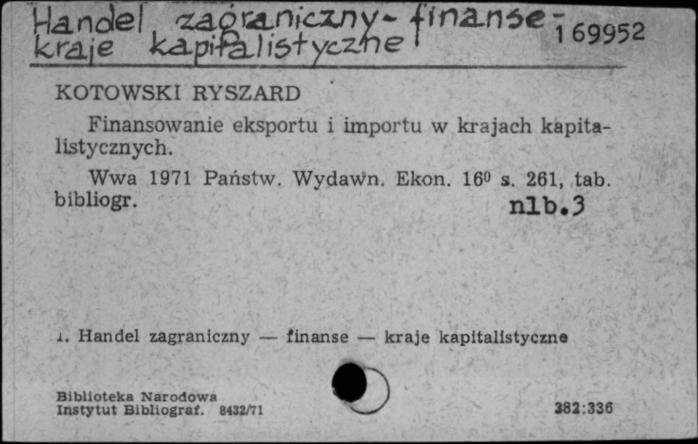 Handel zagraniczny - finanse -
169952
kraje kapitalistyczne
KOTOWSKI RYSZARD
Finansowanie eksportu i importu w krajach kapita-
listycznych.
Wwa 1971 Państw. Wydawn. Ekon. 16⁰ s. 261, tab.
bibliogr.
nlb.3
1. Handel zagraniczny — finanse — kraje kapitalistyczne
Biblioteka Narodowa
Instytut Bibliograf. 8432/71
382:336